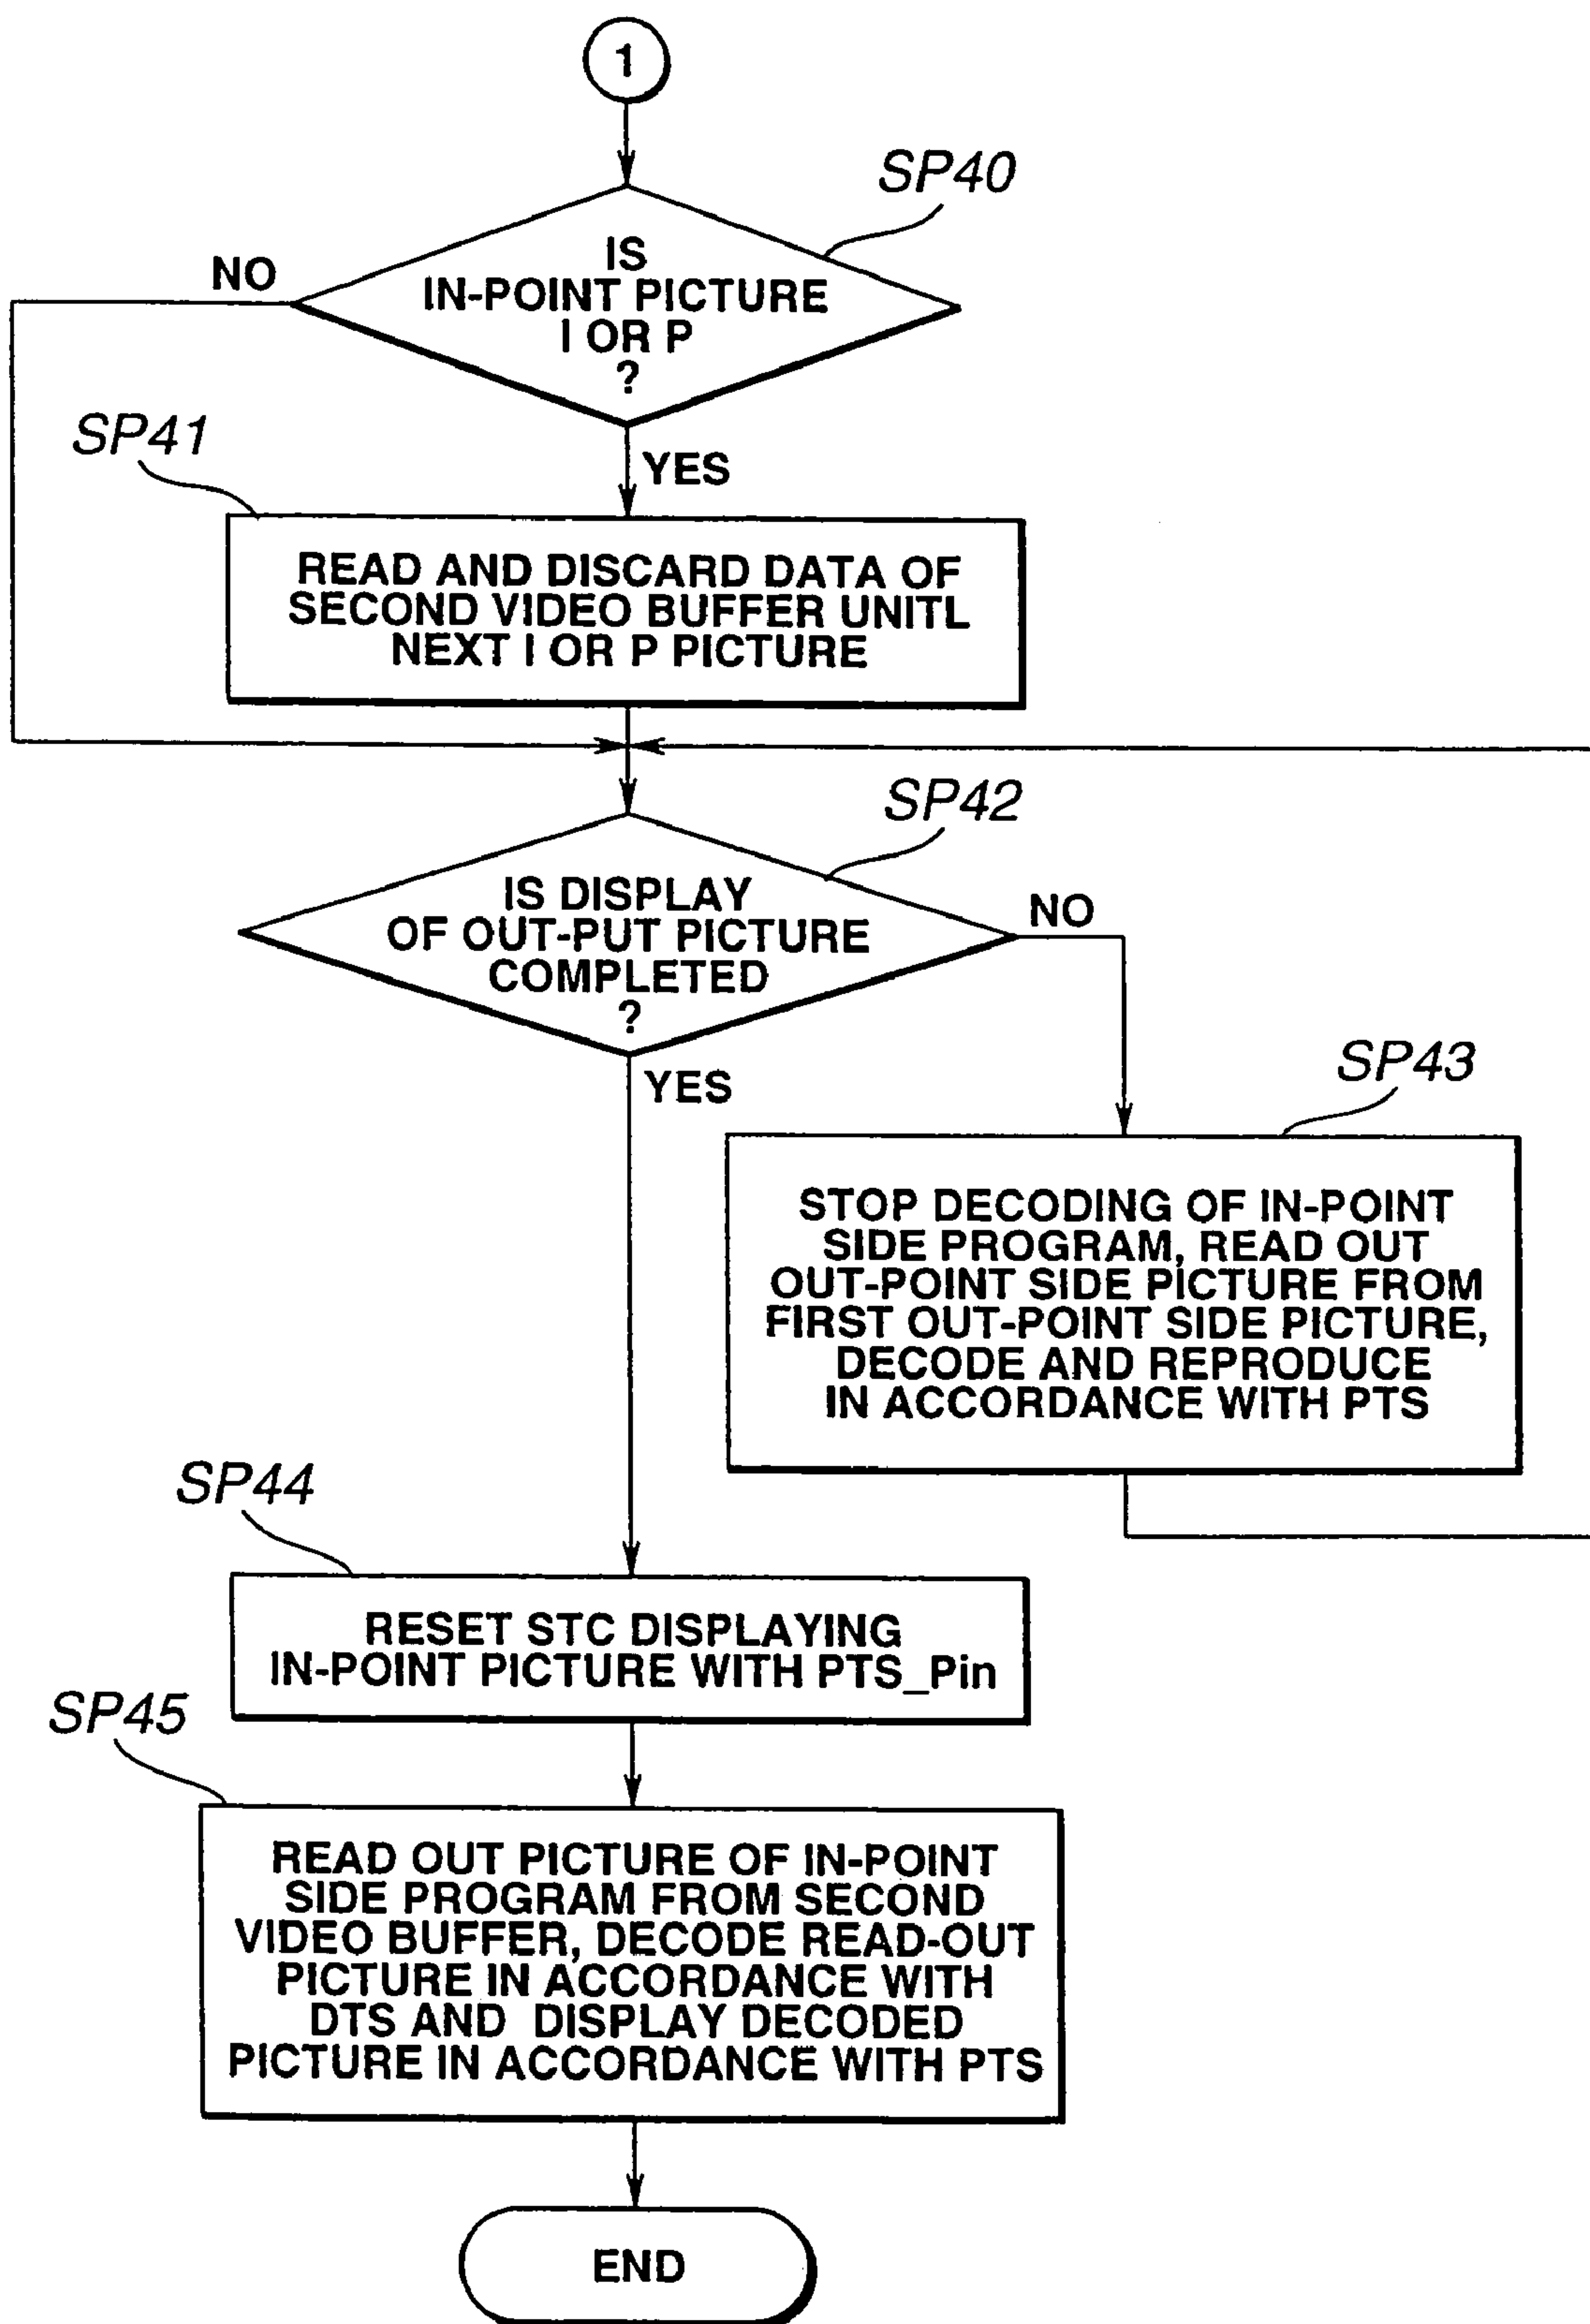 1
SP40
IS
IN-POINT PICTURE
I OR P
?
NO
YES
SP41
READ AND DISCARD DATA OF
SECOND VIDEO BUFFER UNITL
NEXT I OR P PICTURE
SP42
IS DISPLAY
OF OUT-PUT PICTURE
COMPLETED
?
NO
YES
SP43
STOP DECODING OF IN-POINT
SIDE PROGRAM, READ OUT
OUT-POINT SIDE PICTURE FROM
FIRST OUT-POINT SIDE PICTURE,
DECODE AND REPRODUCE
IN ACCORDANCE WITH PTS
SP44
RESET STC DISPLAYING
IN-POINT PICTURE WITH PTS_Pin
SP45
READ OUT PICTURE OF IN-POINT
SIDE PROGRAM FROM SECOND
VIDEO BUFFER, DECODE READ-OUT
PICTURE IN ACCORDANCE WITH
DTS AND DISPLAY DECODED
PICTURE IN ACCORDANCE WITH PTS
END